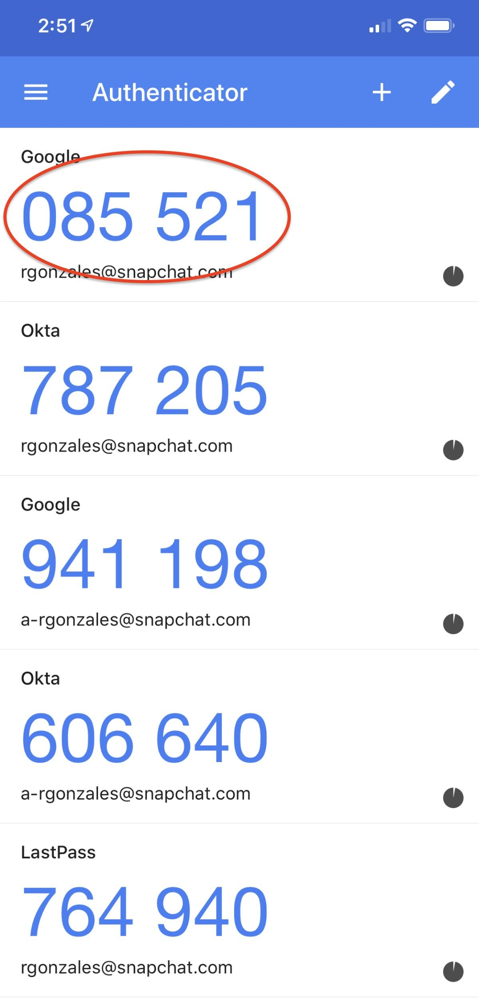 2:51
Authenticator
Google
085 521
rgonzales@snapchat.com
Okta
787 205
rgonzales@snapchat.com
Google
941 198
a-rgonzales@snapchat.com
Okta
606 640
a-rgonzales@snapchat.com
LastPass
764 940
rgonzales@snapchat.com